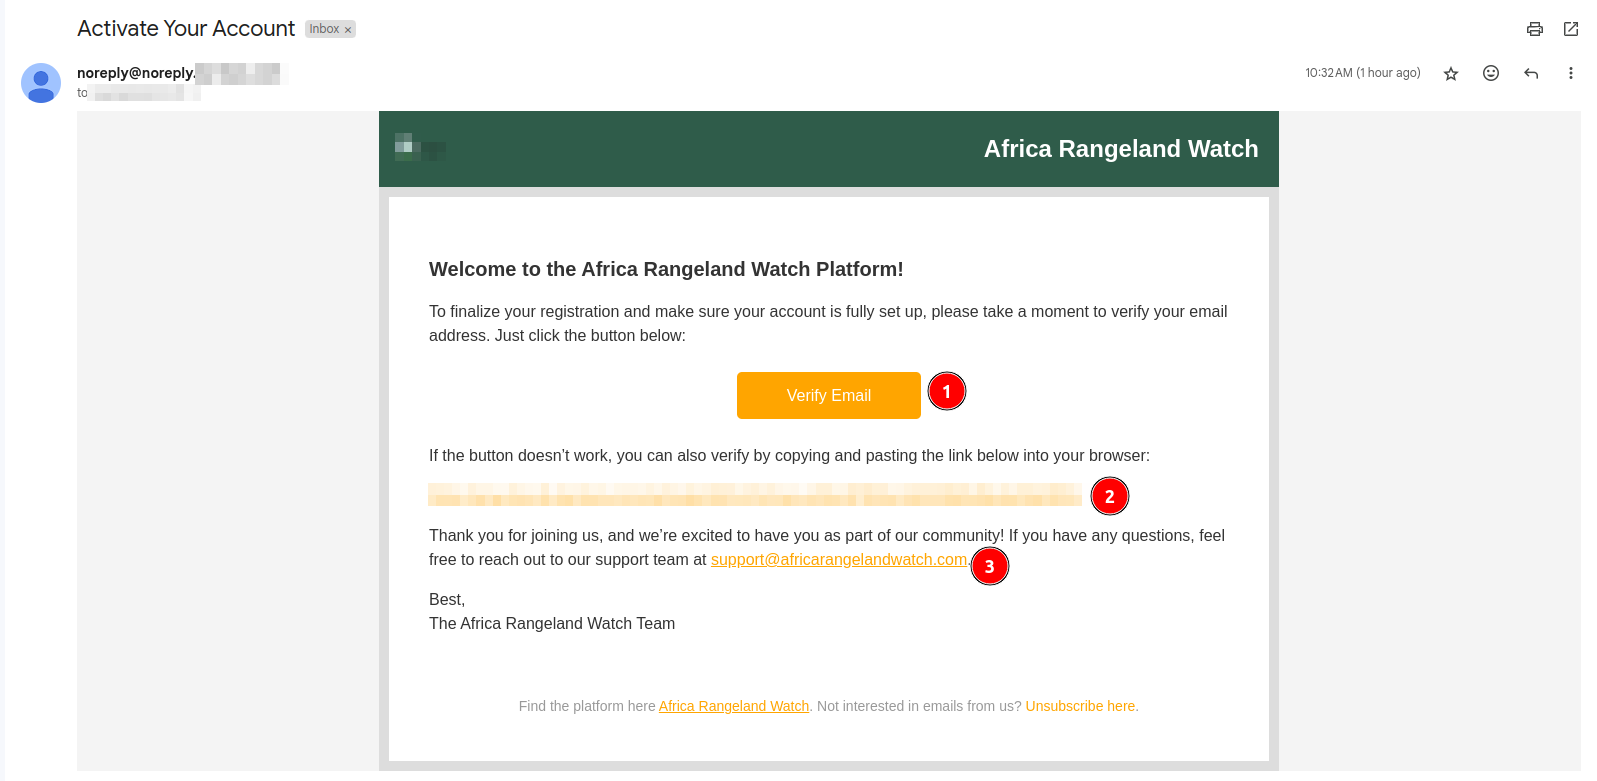 Activate Your Account Inbox ×
noreply@noreply.
10:32 AM (1 hour ago)
to
Africa Rangeland Watch
Welcome to the Africa Rangeland Watch Platform!
To finalize your registration and make sure your account is fully set up, please take a moment to verify your email
address. Just click the button below:
Verify Email 1
If the button doesn’t work, you can also verify by copying and pasting the link below into your browser:
2
Thank you for joining us, and we’re excited to have you as part of our community! If you have any questions, feel
free to reach out to our support team at support@africarangelandwatch.com. 3
Best,
The Africa Rangeland Watch Team
Find the platform here Africa Rangeland Watch. Not interested in emails from us? Unsubscribe here.